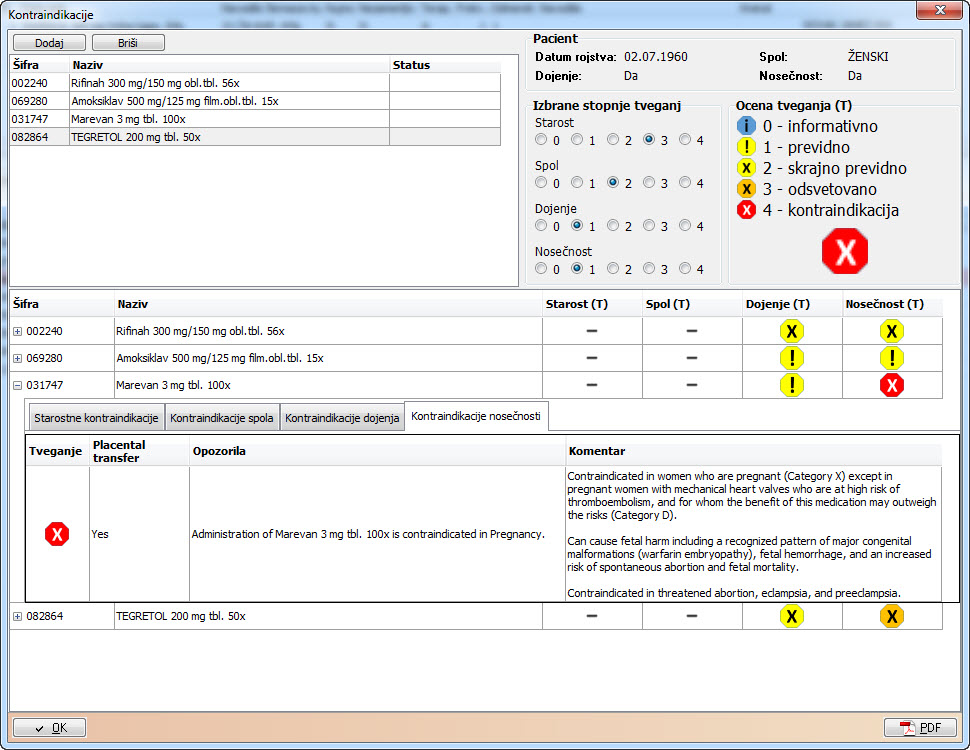 Kontraindikacije
Dodaj Briši
Šifra Naziv Status
002240 Rifinah 300 mg/150 mg obl.tbl. 56x
069280 Amoksiklav 500 mg/125 mg film.obl.tbl. 15x
031747 Marevan 3 mg tbl. 100x
082864 TEGRETOL 200 mg tbl. 50x
Pacient
Datum rojstva: 02.07.1960 Spol: ŽENSKI
Dojenje: Da Nosečnost: Da
Izbrane stopnje tveganj
Starost
0 1 2 3 4
Spol
0 1 2 3 4
Dojenje
0 1 2 3 4
Nosečnost
0 1 2 3 4
Ocena tveganja (T)
i 0 - informativno
! 1 - previdno
X 2 - skrajno previdno
X 3 - odsvetovano
X 4 - kontraindikacija
X
Šifra Naziv Starost (T) Spol (T) Dojenje (T) Nosečnost (T)
002240 Rifinah 300 mg/150 mg obl.tbl. 56x – – X X
069280 Amoksiklav 500 mg/125 mg film.obl.tbl. 15x – – ! !
031747 Marevan 3 mg tbl. 100x – – ! X
Starostne kontraindikacije Kontraindikacije spola Kontraindikacije dojenja Kontraindikacije nosečnosti
Tveganje Placental transfer Opozorila Komentar
X Yes Administration of Marevan 3 mg tbl. 100x is contraindicated in Pregnancy.
Contraindicated in women who are pregnant (Category X) except in
pregnant women with mechanical heart valves who are at high risk of
thromboembolism, and for whom the benefit of this medication may outweigh
the risks (Category D).
Can cause fetal harm including a recognized pattern of major congenital
malformations (warfarin embryopathy), fetal hemorrhage, and an increased
risk of spontaneous abortion and fetal mortality.
Contraindicated in threatened abortion, eclampsia, and preeclampsia.
082864 TEGRETOL 200 mg tbl. 50x – – X X
OK PDF